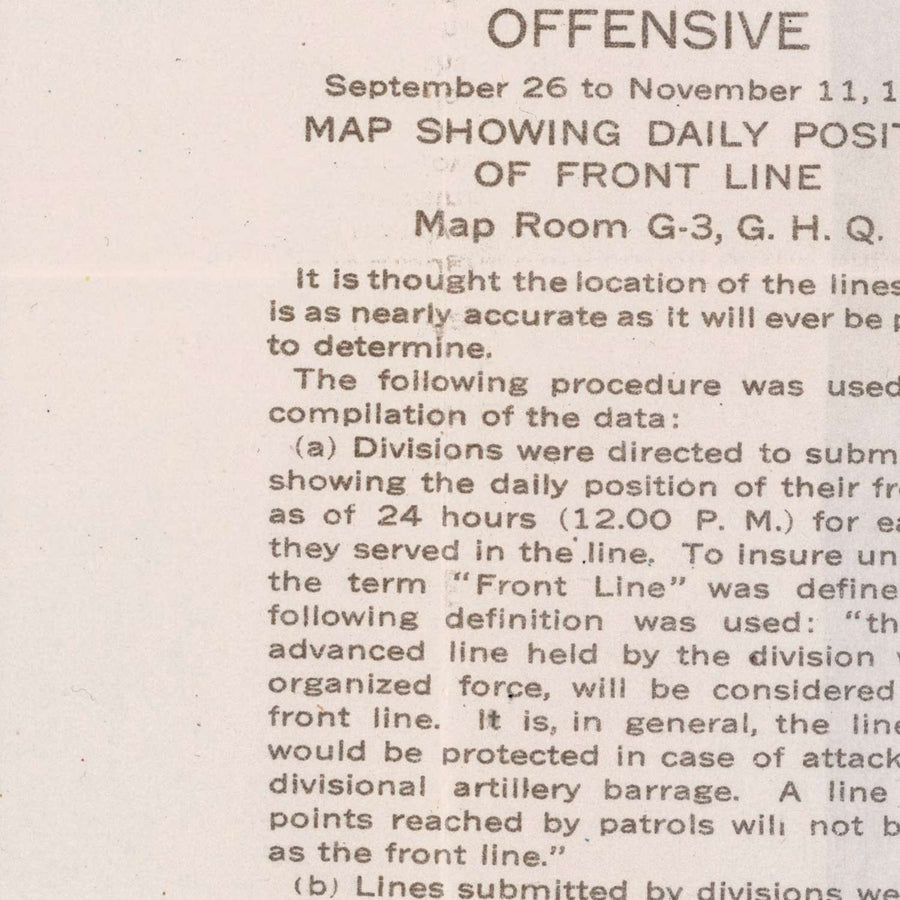 OFFENSIVE
September 26 to November 11, 1
MAP SHOWING DAILY POSIT
OF FRONT LINE
Map Room G-3, G. H. Q.
It is thought the location of the lines
is as nearly accurate as it will ever be p
to determine.
The following procedure was used
compilation of the data:
(a) Divisions were directed to subm
showing the daily position of their fr
as of 24 hours (12.00 P. M.) for ea
they served in the line. To insure un
the term "Front Line" was define
following definition was used: "th
advanced line held by the division w
organized force, will be considered
front line. It is, in general, the line
would be protected in case of attack
divisional artillery barrage. A line
points reached by patrols will not b
as the front line."
(b) Lines submitted by divisions we